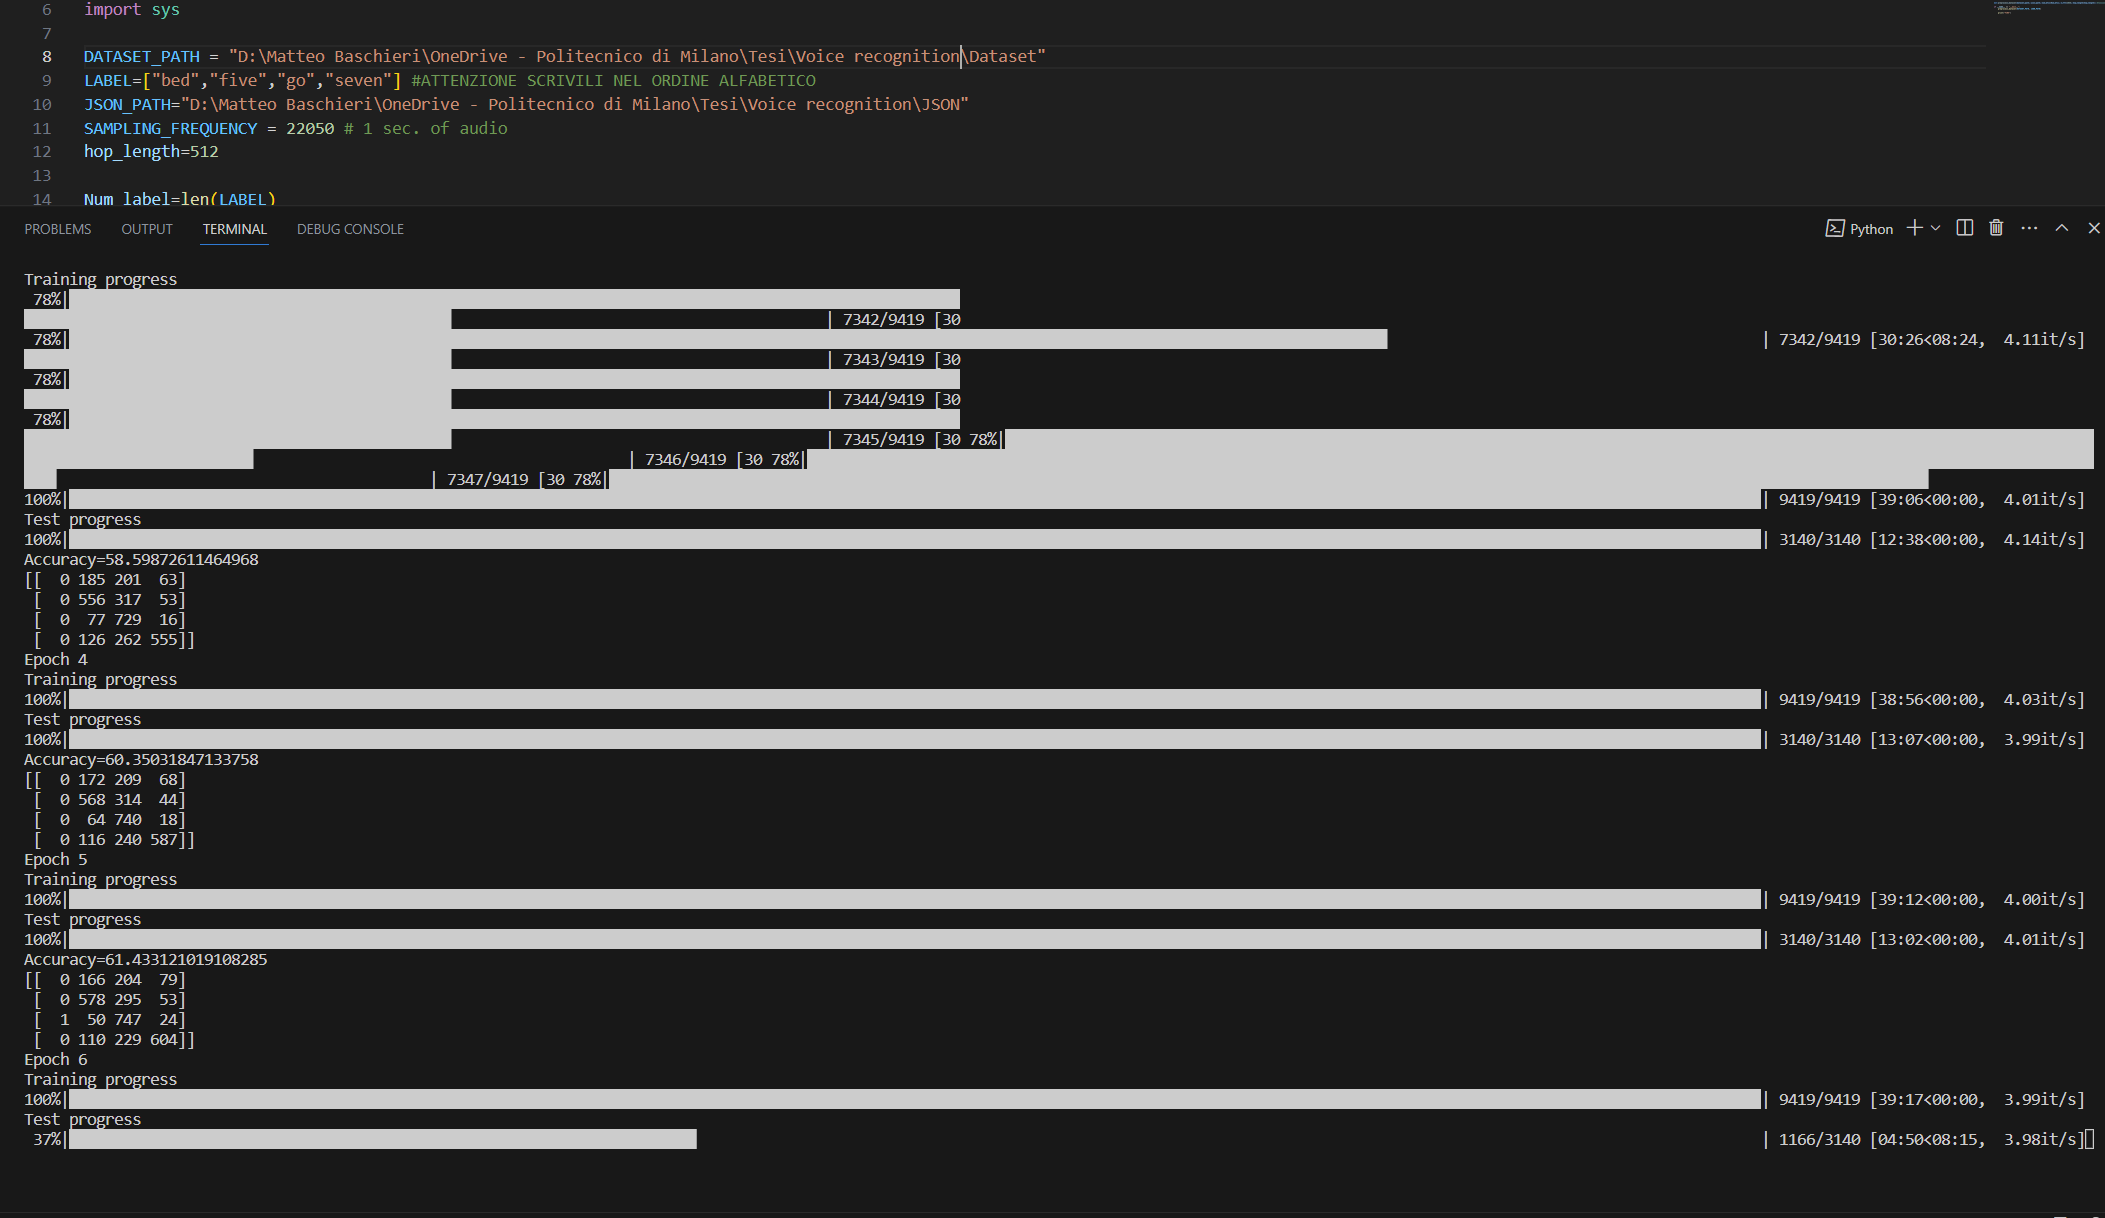 6 import sys
7
8 DATASET_PATH = "D:\Matteo Baschieri\OneDrive - Politecnico di Milano\Tesi\Voice recognition\Dataset"
9 LABEL=["bed","five","go","seven"] #ATTENZIONE SCRIVILI NEL ORDINE ALFABETICO
10 JSON_PATH="D:\Matteo Baschieri\OneDrive - Politecnico di Milano\Tesi\Voice recognition\JSON"
11 SAMPLING_FREQUENCY = 22050 # 1 sec. of audio
12 hop_length=512
13
14 Num_label=len(LABEL)
PROBLEMS OUTPUT TERMINAL DEBUG CONSOLE Python
Training progress
78%|
| 7342/9419 [30
78%| | 7342/9419 [30:26<08:24, 4.11it/s]
| 7343/9419 [30
78%|
| 7344/9419 [30
78%|
| 7345/9419 [30 78%|
| 7346/9419 [30 78%|
| 7347/9419 [30 78%|
100%| | 9419/9419 [39:06<00:00, 4.01it/s]
Test progress
100%| | 3140/3140 [12:38<00:00, 4.14it/s]
Accuracy=58.59872611464968
[[ 0 185 201 63]
[ 0 556 317 53]
[ 0 77 729 16]
[ 0 126 262 555]]
Epoch 4
Training progress
100%| | 9419/9419 [38:56<00:00, 4.03it/s]
Test progress
100%| | 3140/3140 [13:07<00:00, 3.99it/s]
Accuracy=60.35031847133758
[[ 0 172 209 68]
[ 0 568 314 44]
[ 0 64 740 18]
[ 0 116 240 587]]
Epoch 5
Training progress
100%| | 9419/9419 [39:12<00:00, 4.00it/s]
Test progress
100%| | 3140/3140 [13:02<00:00, 4.01it/s]
Accuracy=61.433121019108285
[[ 0 166 204 79]
[ 0 578 295 53]
[ 1 50 747 24]
[ 0 110 229 604]]
Epoch 6
Training progress
100%| | 9419/9419 [39:17<00:00, 3.99it/s]
Test progress
37%| | 1166/3140 [04:50<08:15, 3.98it/s]